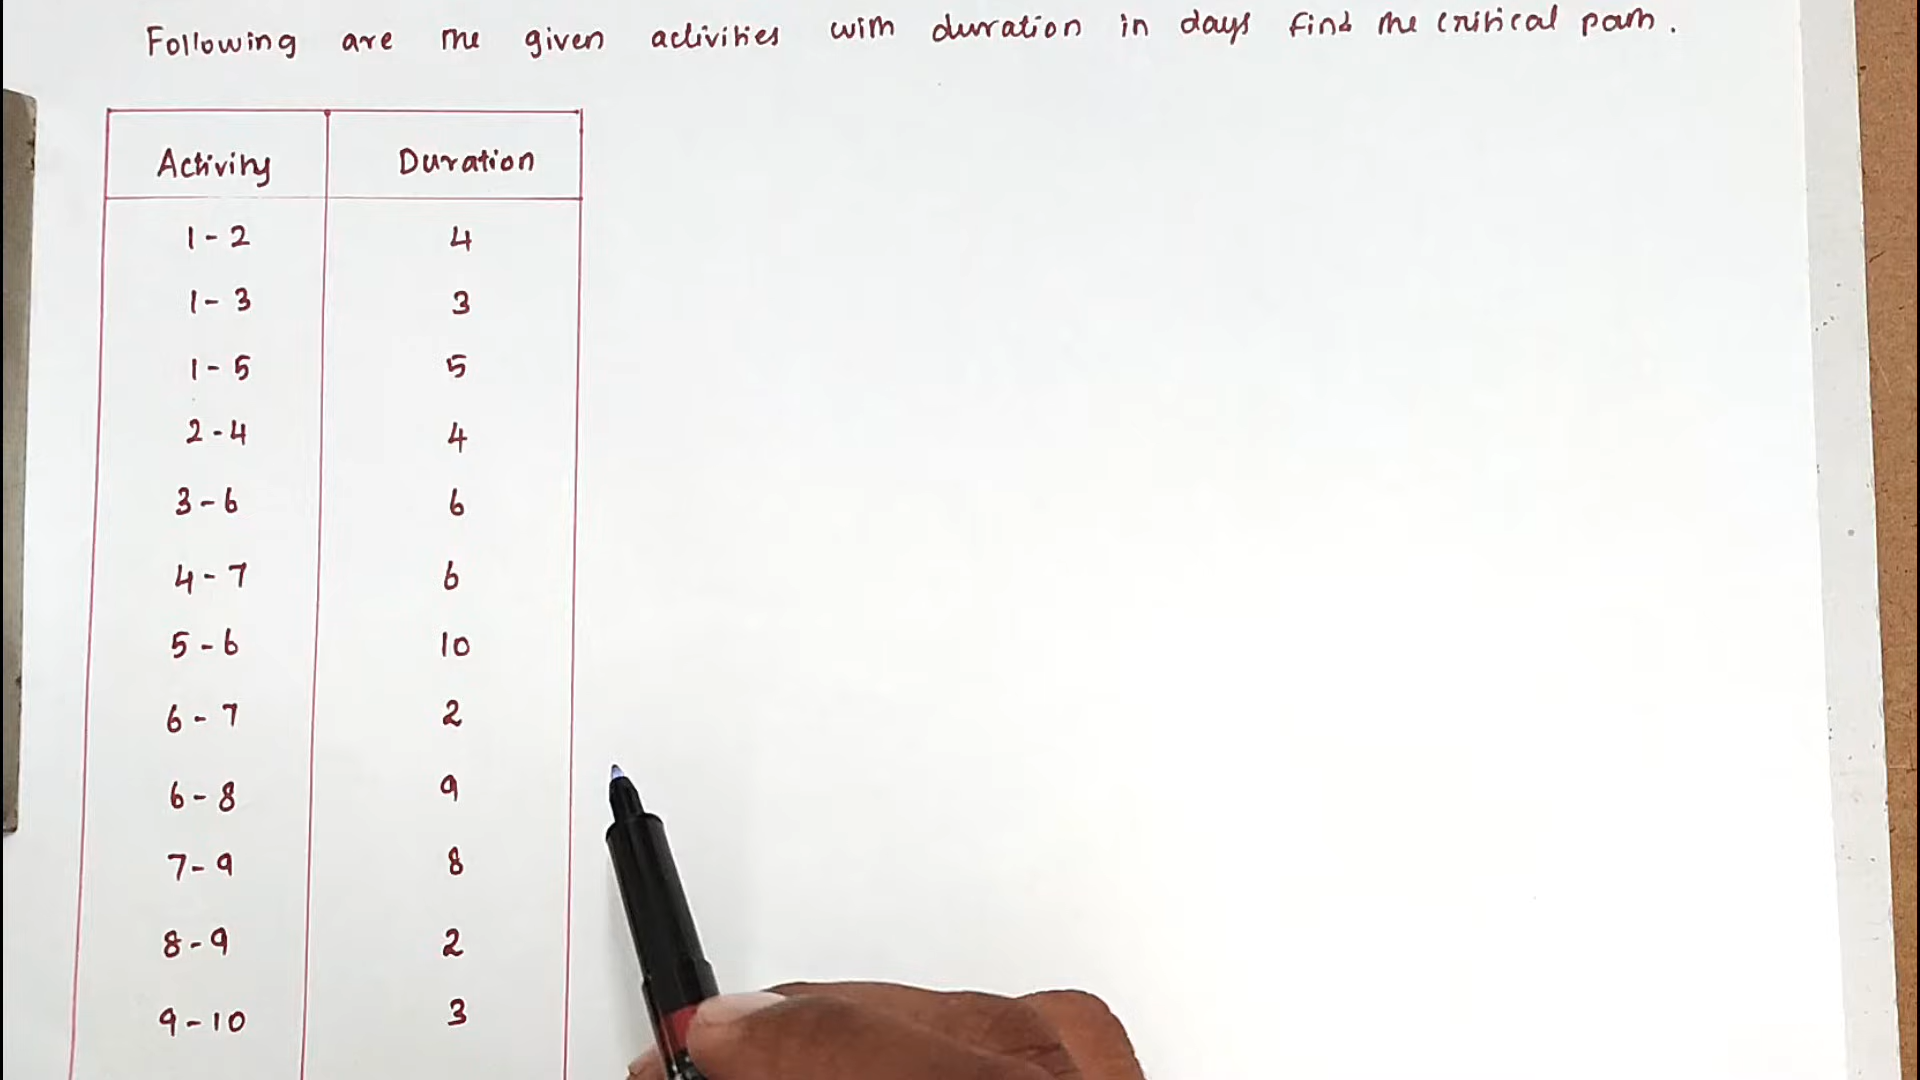 Following are the given activities with duration in days find the critical path.
Activity Duration
1 - 2 4
1 - 3 3
1 - 5 5
2 - 4 4
3 - 6 6
4 - 7 6
5 - 6 10
6 - 7 2
6 - 8 9
7 - 9 8
8 - 9 2
9 - 10 3